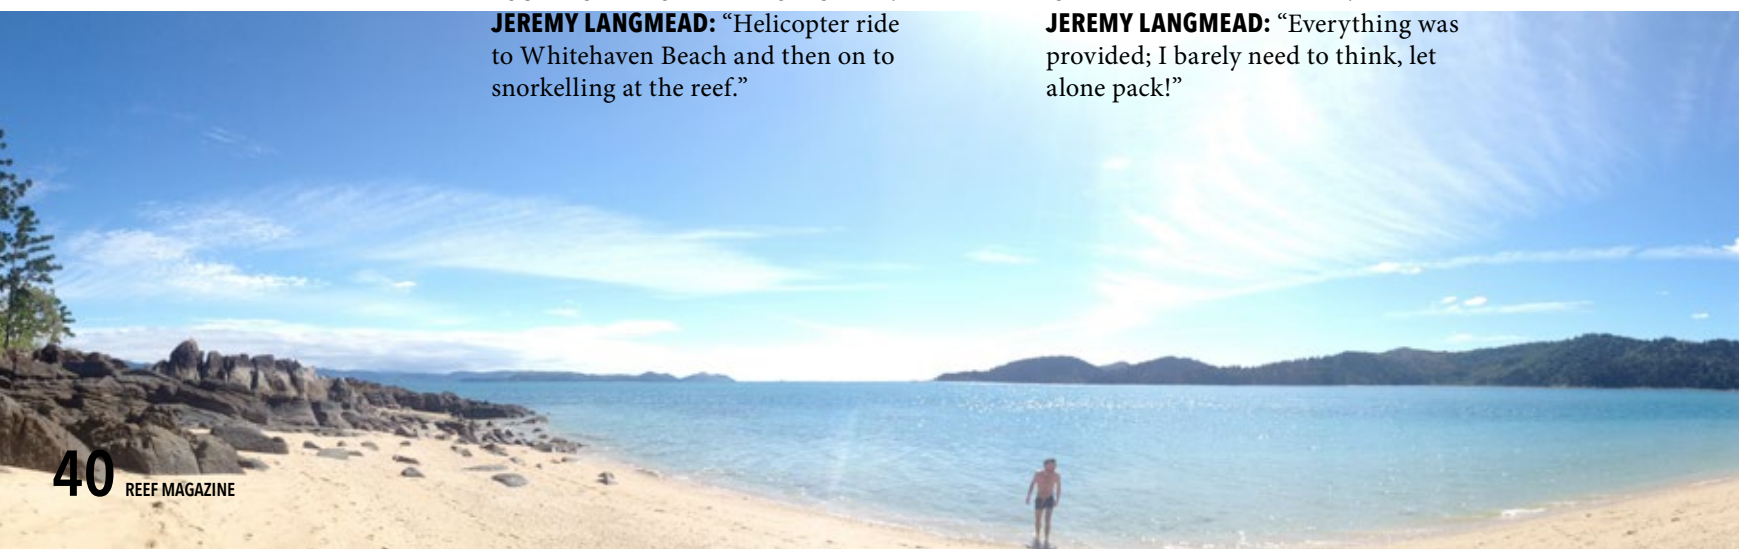 JEREMY LANGMEAD: “Helicopter ride
to Whitehaven Beach and then on to
snorkelling at the reef.”
JEREMY LANGMEAD: “Everything was
provided; I barely need to think, let
alone pack!”
40 REEF MAGAZINE